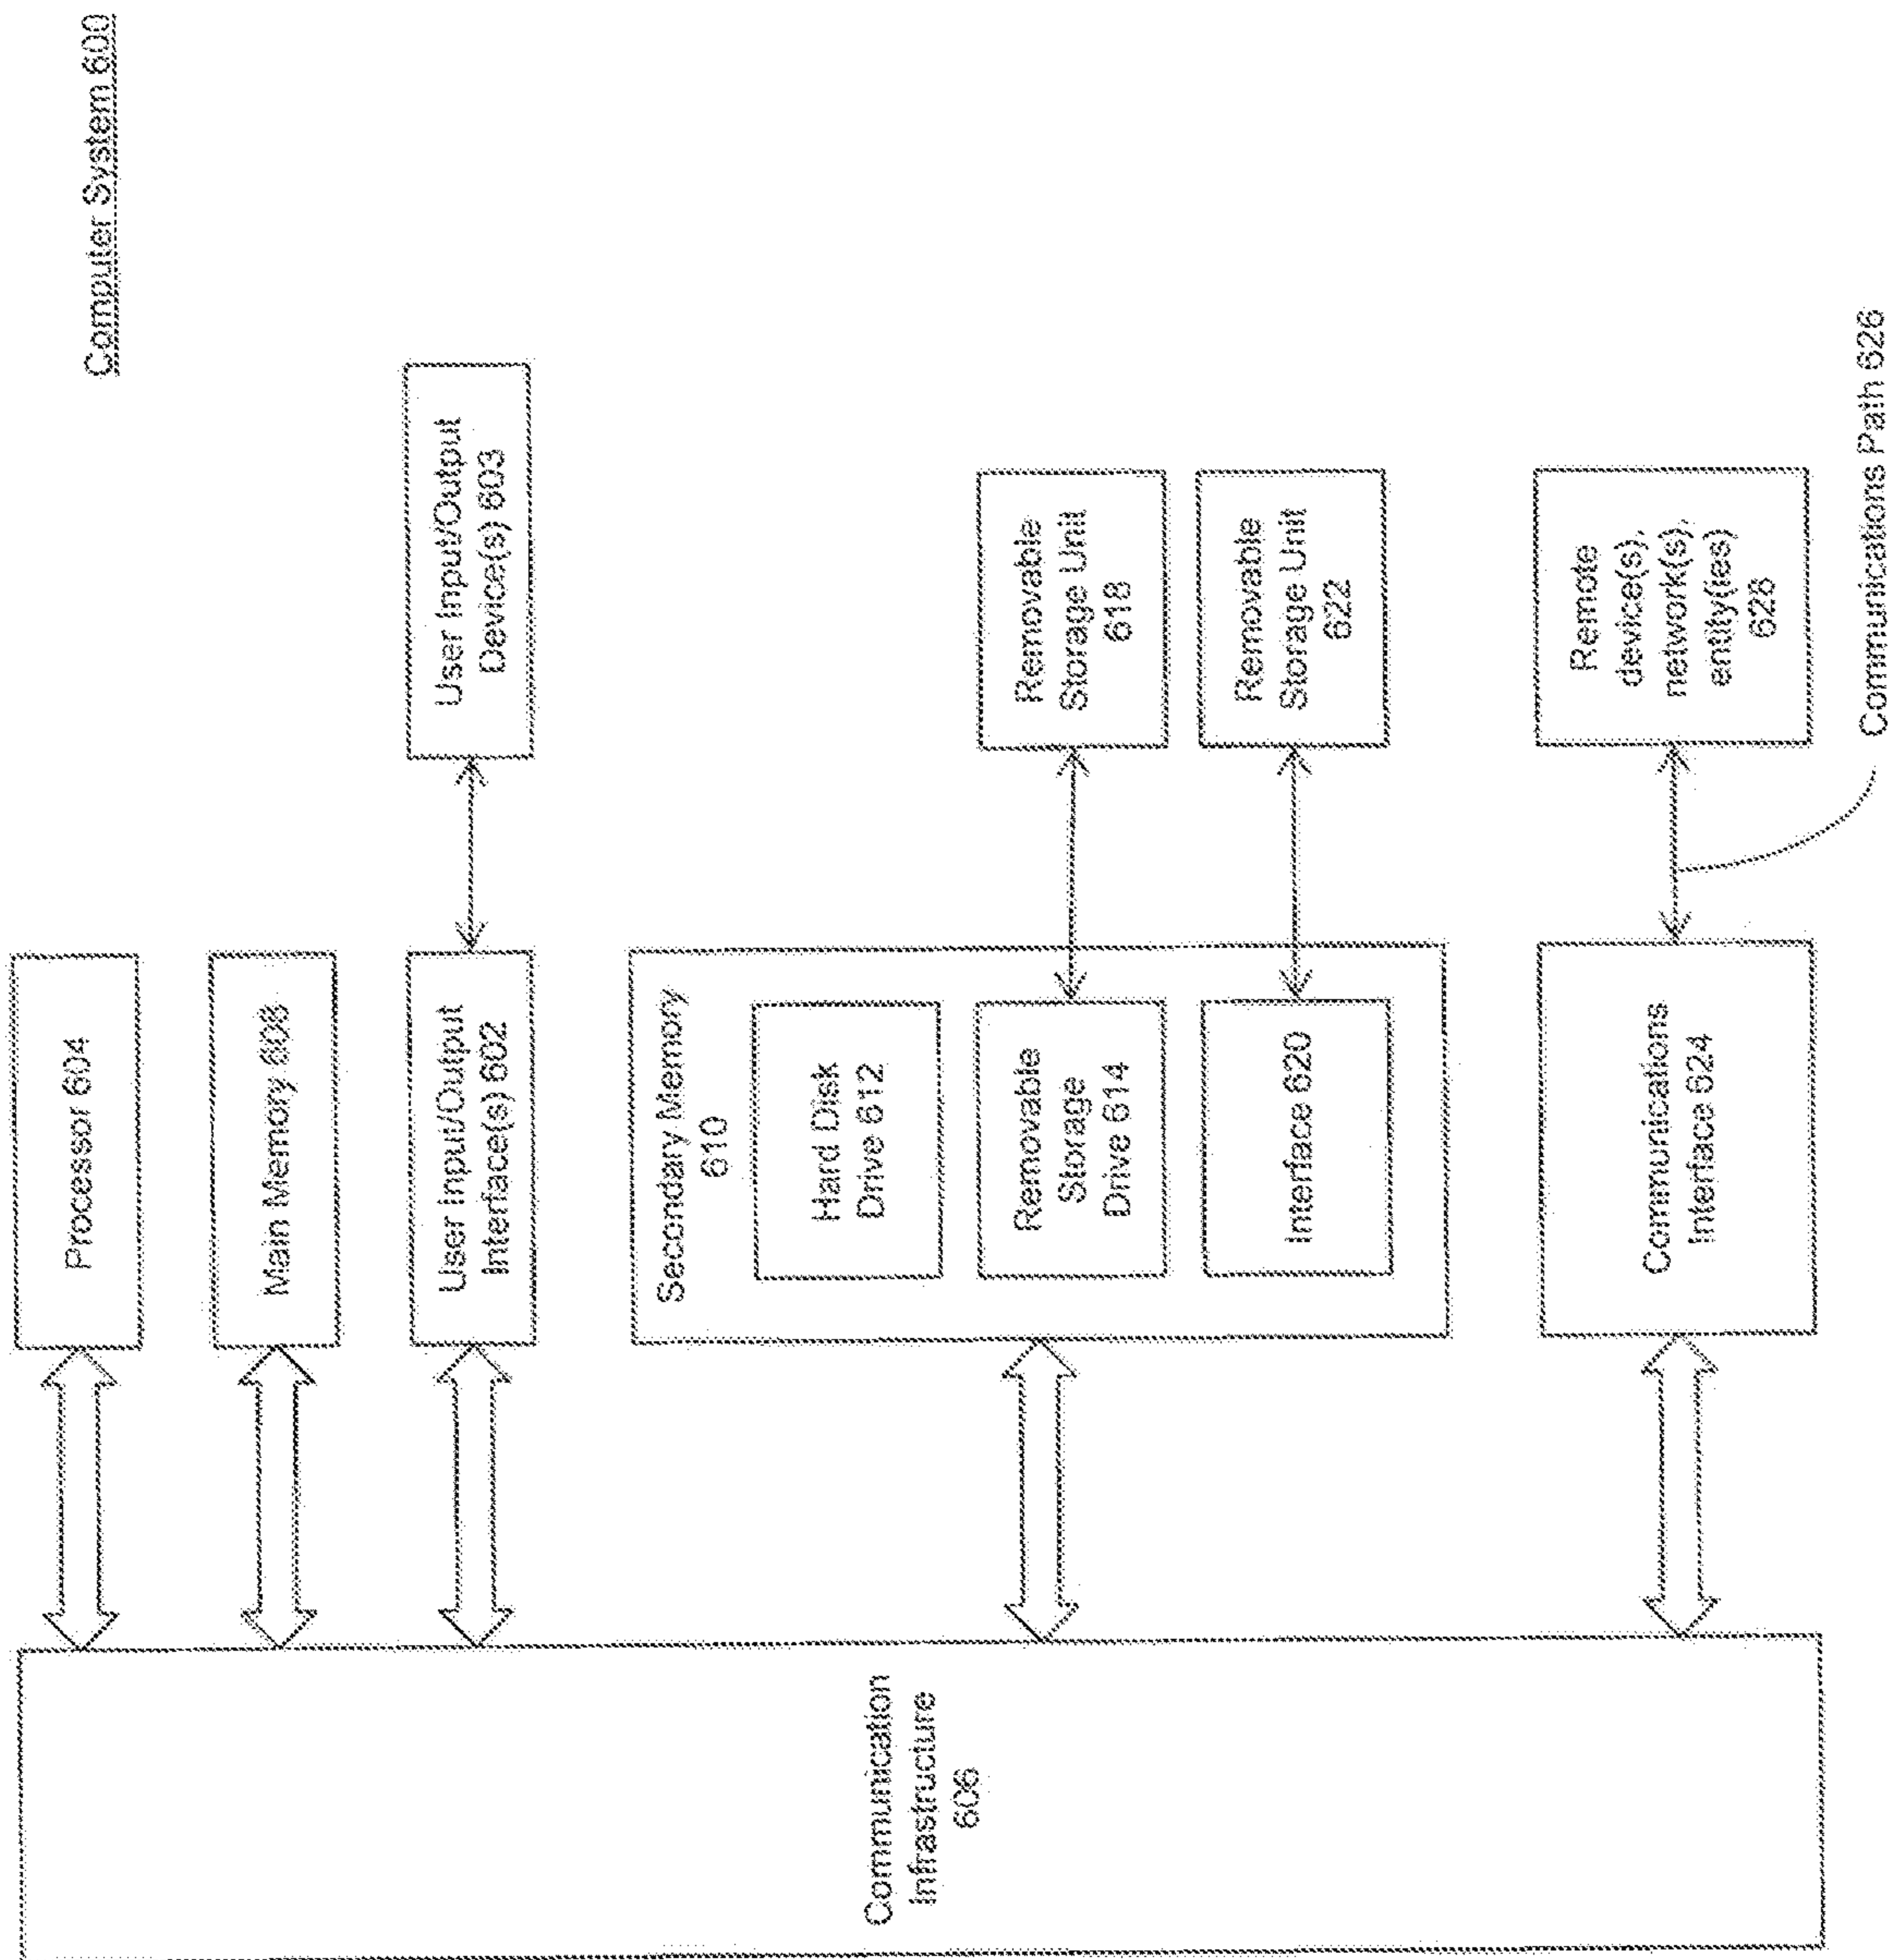 Computer System 600
Processor 604
Main Memory 608
User Input/Output
Interface(s) 602
User Input/Output
Device(s) 603
Communication
Infrastructure
606
Secondary Memory
610
Hard Disk
Drive 612
Removable
Storage
Drive 614
Removable
Storage Unit
618
Interface 620
Removable
Storage Unit
622
Communications
Interface 624
Remote
device(s),
network(s),
entity(ies)
628
Communications Path 626